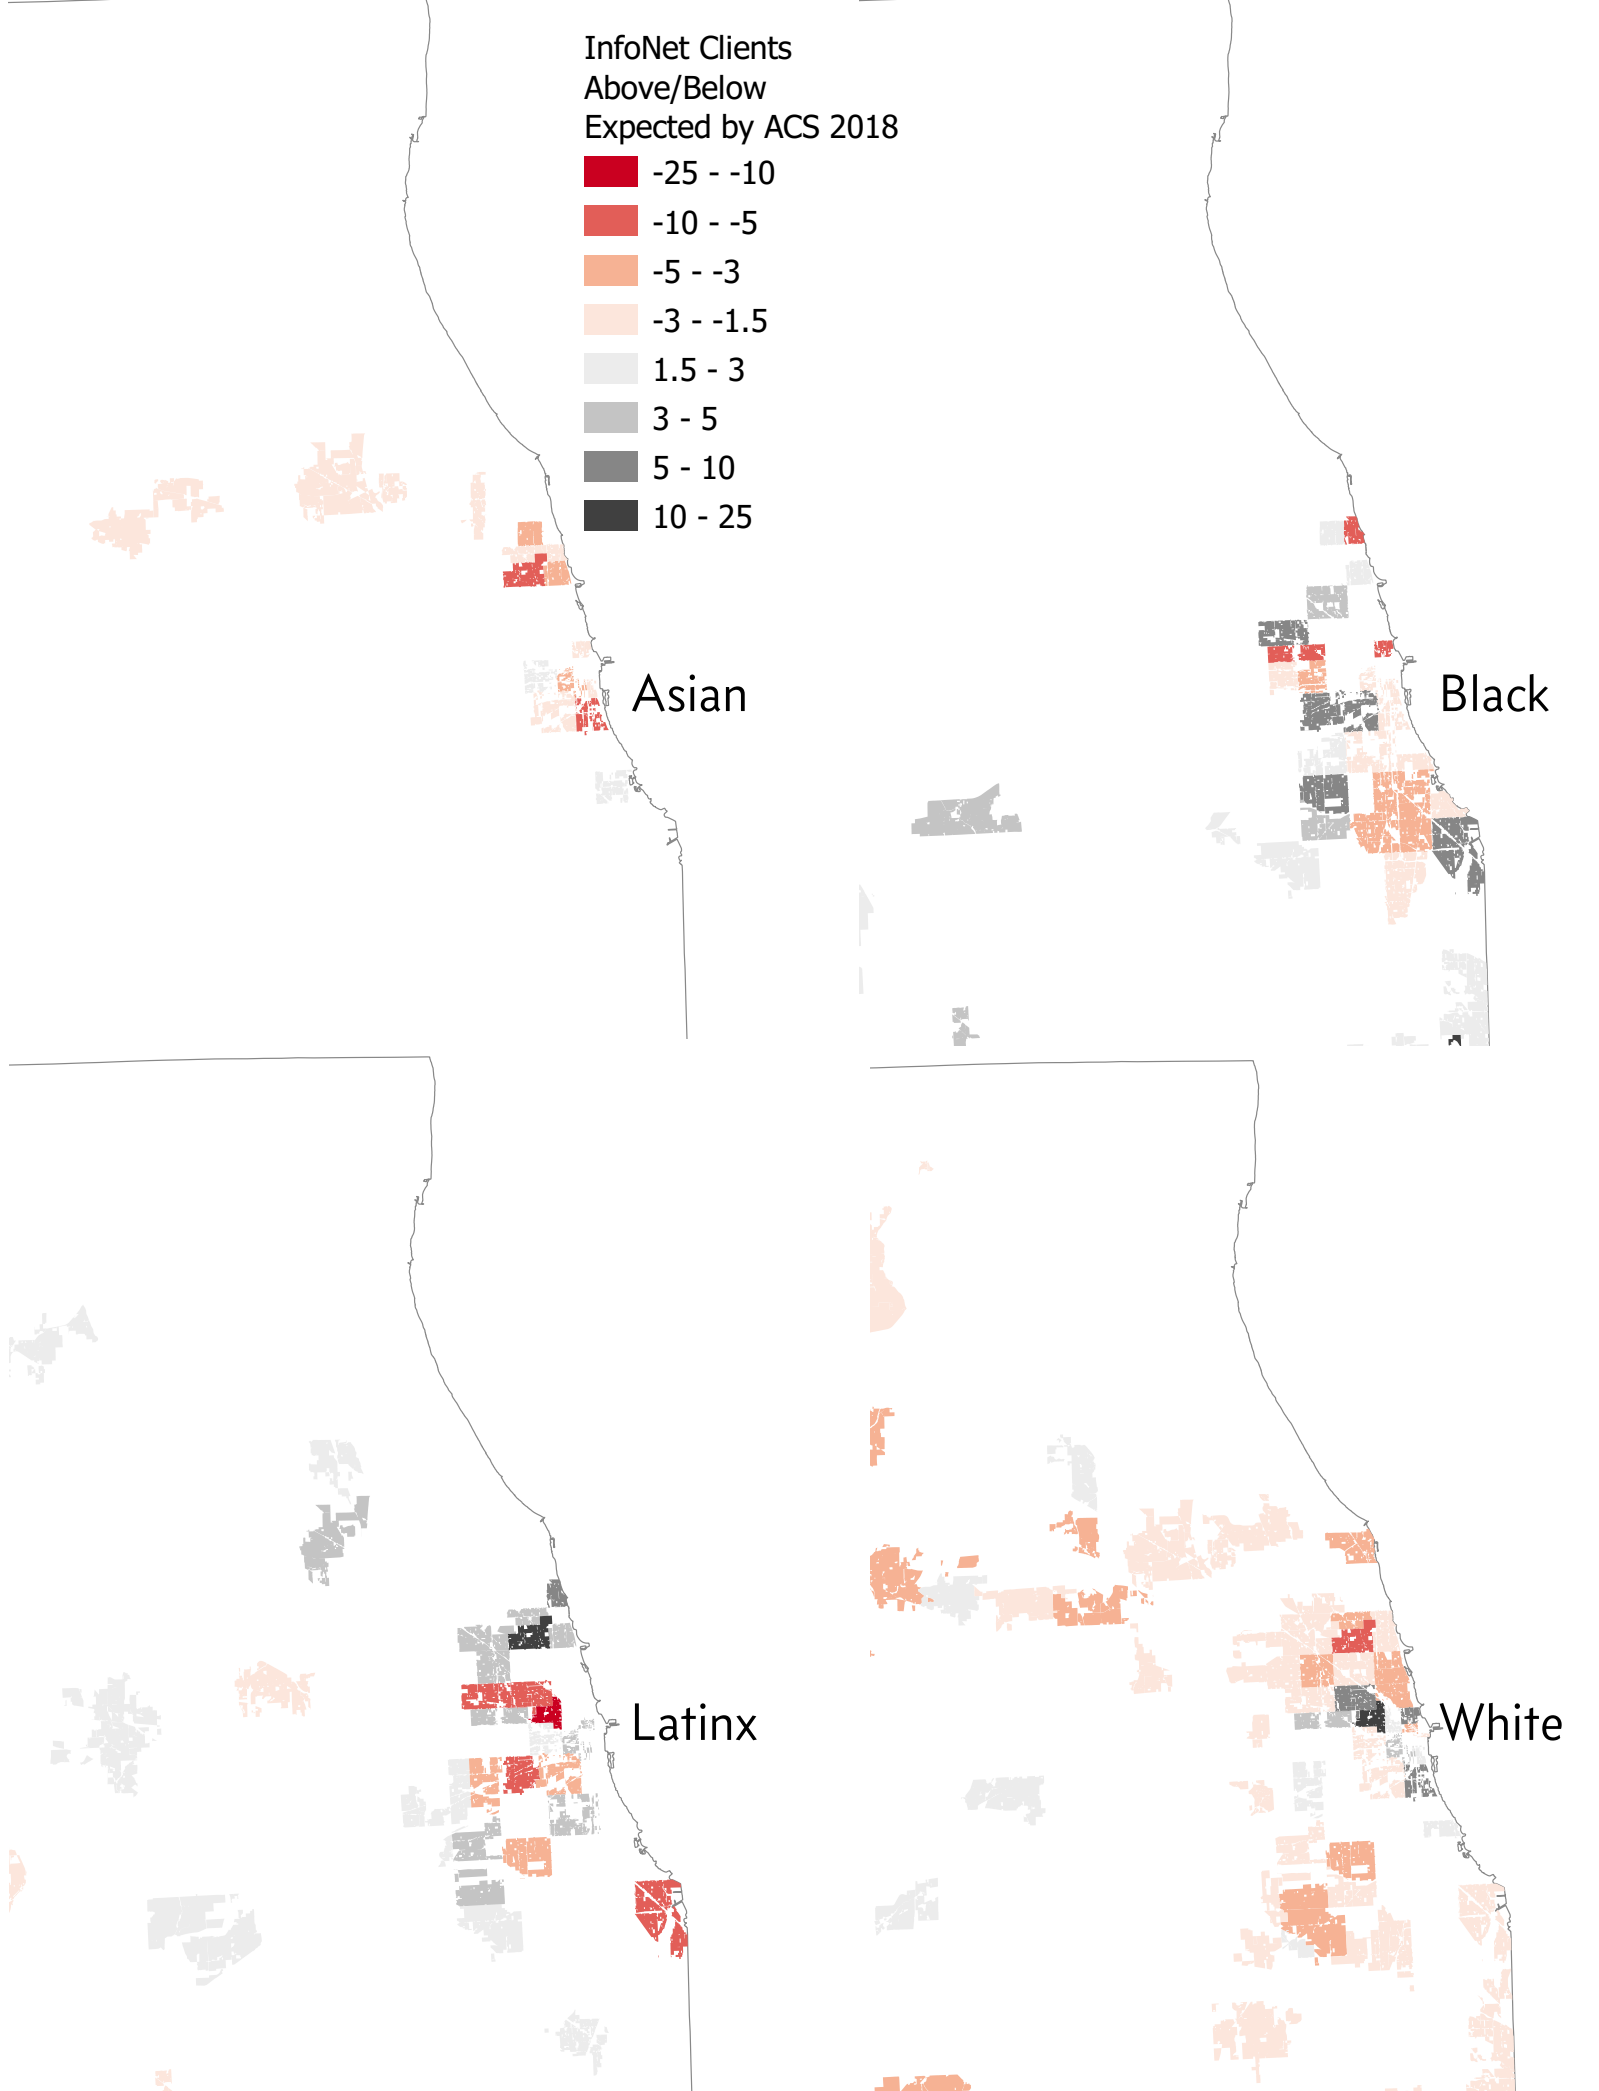 InfoNet Clients
Above/Below
Expected by ACS 2018
-25 - -10
-10 - -5
-5 - -3
-3 - -1.5
1.5 - 3
3 - 5
5 - 10
10 - 25
Asian
Black
Latinx
White